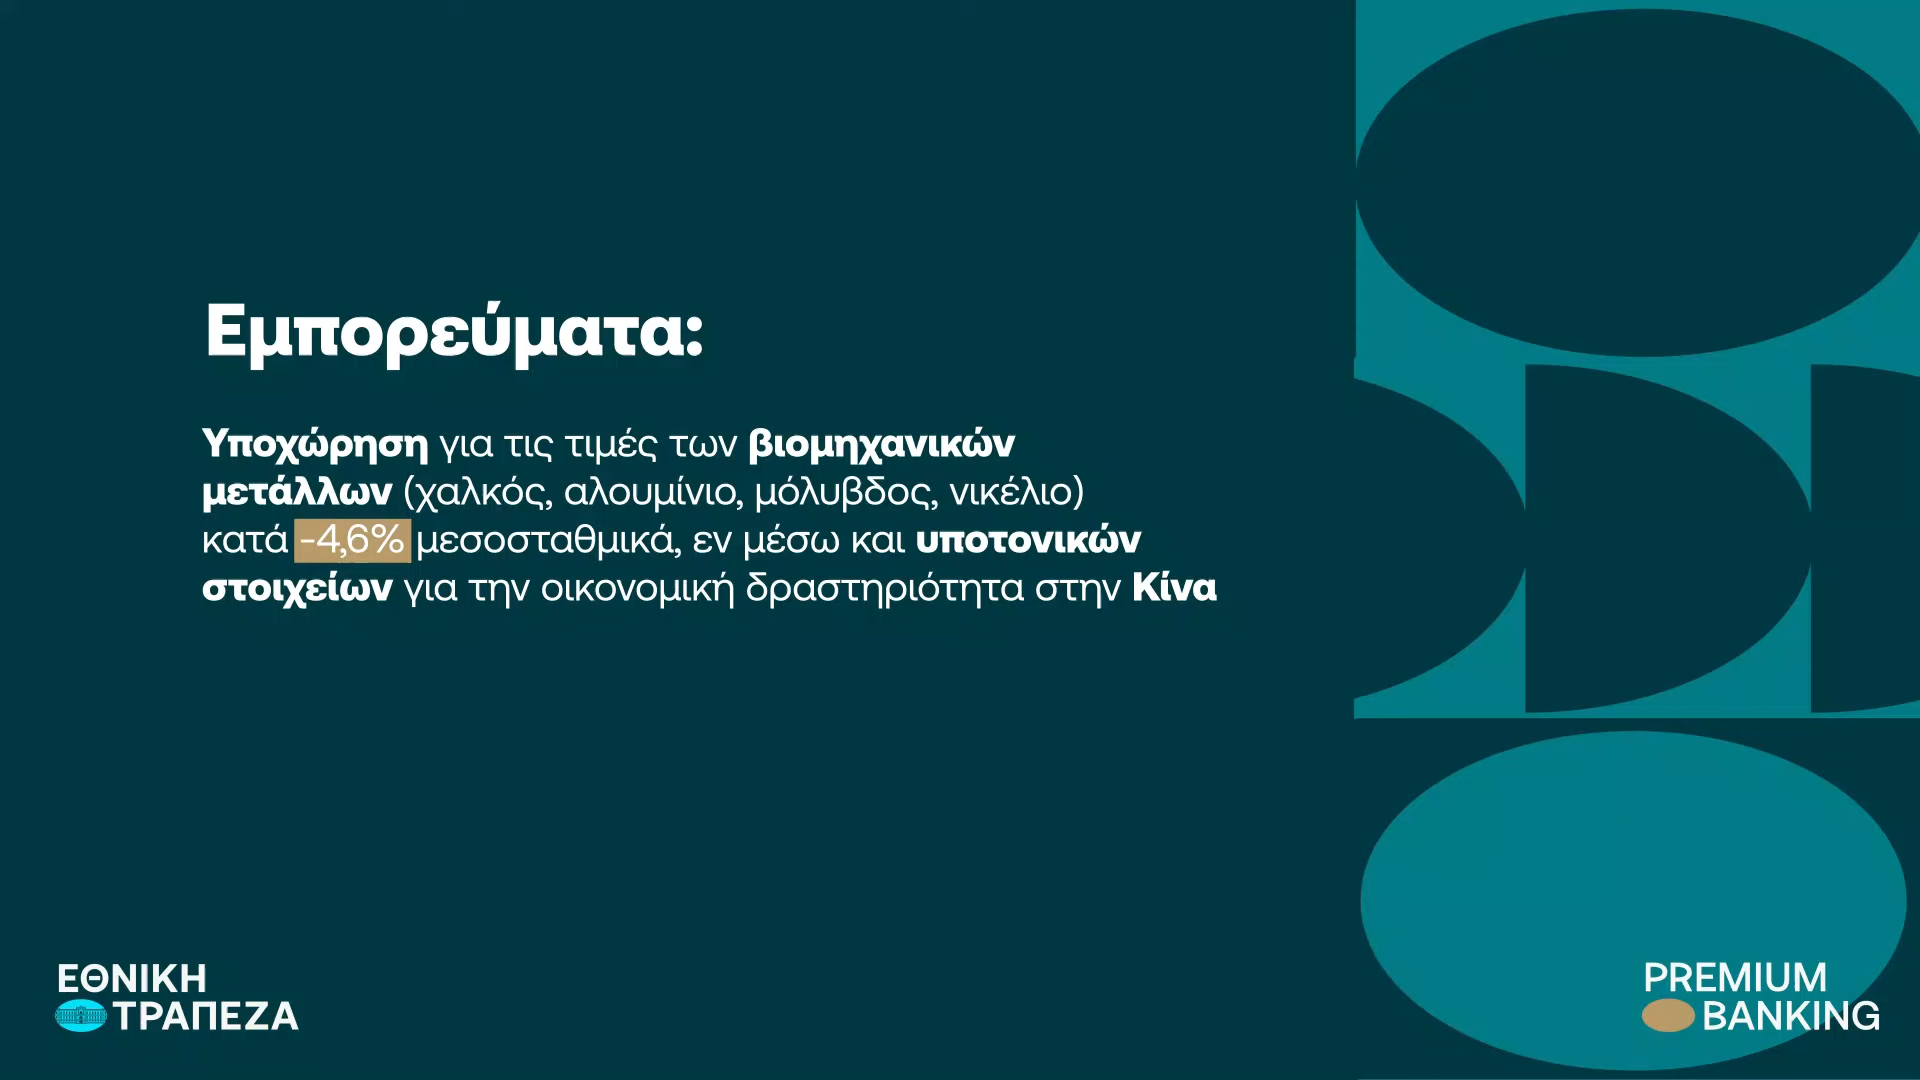 Εμπορεύματα:
Υποχώρηση για τις τιμές των βιομηχανικών
μετάλλων (χαλκός, αλουμίνιο, μόλυβδος, νικέλιο)
κατά -4,6% μεσοσταθμικά, εν μέσω και υποτονικών
στοιχείων για την οικονομική δραστηριότητα στην Κίνα
ΕΘΝΙΚΗ
ΤΡΑΠΕΖΑ
PREMIUM
BANKING